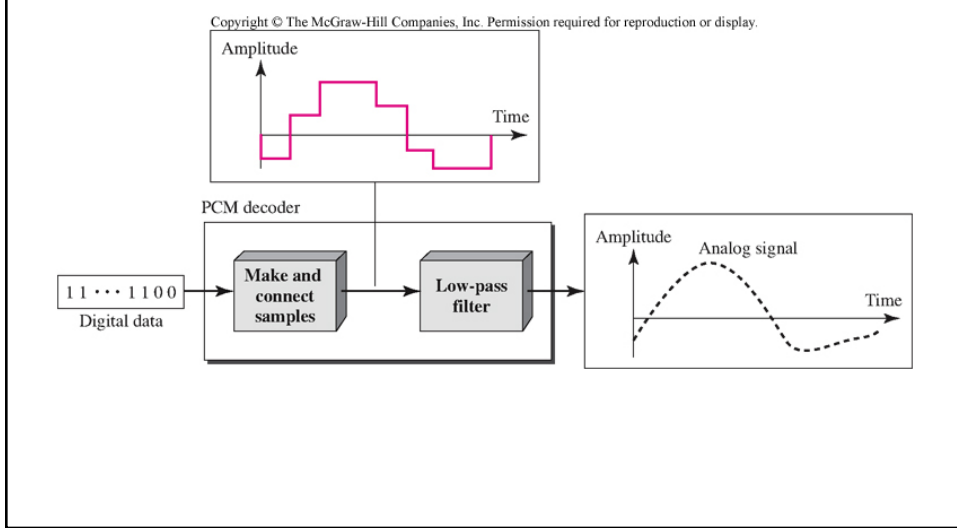 Copyright © The McGraw-Hill Companies, Inc. Permission required for reproduction or display.
Amplitude
Time
PCM decoder
11 ··· 1100
Digital data
Make and
connect
samples
Low-pass
filter
Amplitude
Analog signal
Time